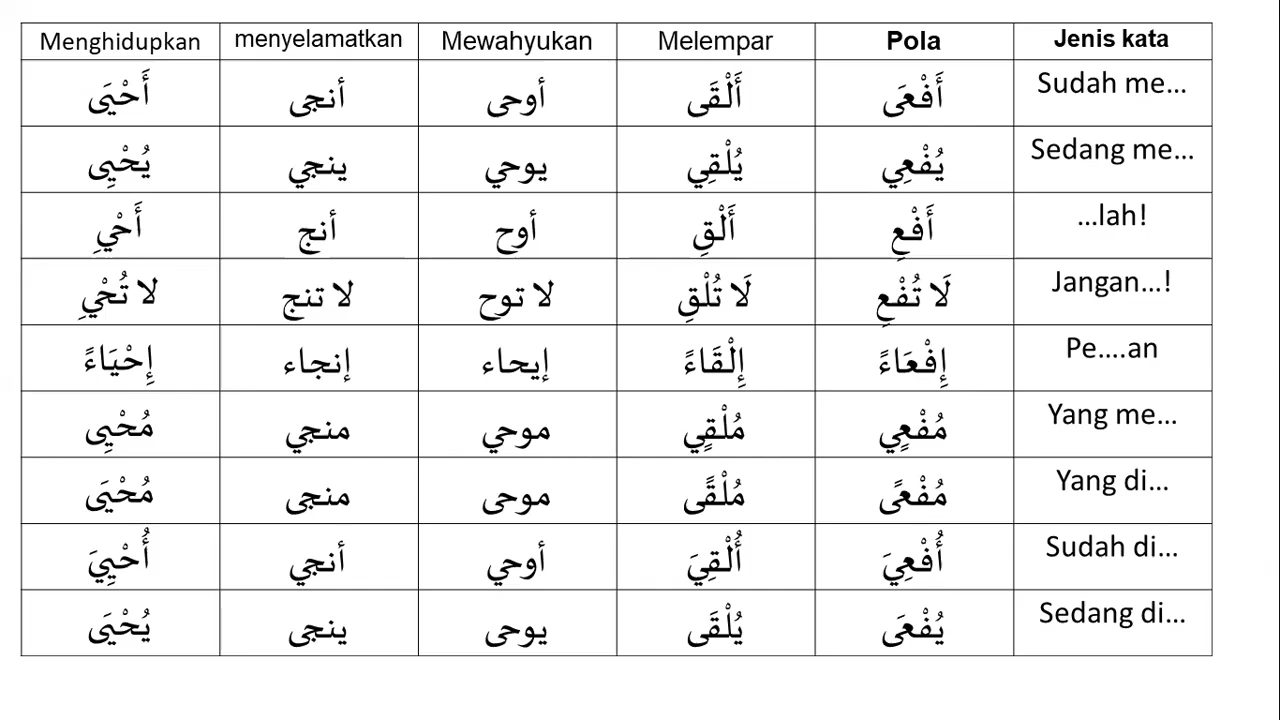 Menghidupkan menyelamatkan Mewahyukan Melempar Pola Jenis kata
أَحْيَى أنجى أوحى أَلْقَى أَفْعَى Sudah me...
يُحْيِى ينجي يوحي يُلْقِي يُفْعِي Sedang me...
أَحْيِ أنج أوح أَلْقِ أَفْعِ ...lah!
لا تُحْيِ لا تنج لا توح لَا تُلْقِ لَا تُفْعِ Jangan...!
إِحْيَاءً إنجاء إيحاء إِلْقَاءً إِفْعَاءً Pe....an
مُحْيِى منجي موحي مُلْقٍي مُفْعٍي Yang me...
مُحْيَى منجى موحى مُلْقًى مُفْعًى Yang di...
أُحْيِيَ أنجي أوحي أُلْقِيَ أُفْعِيَ Sudah di...
يُحْيَى ينجى يوحى يُلْقَى يُفْعَى Sedang di...